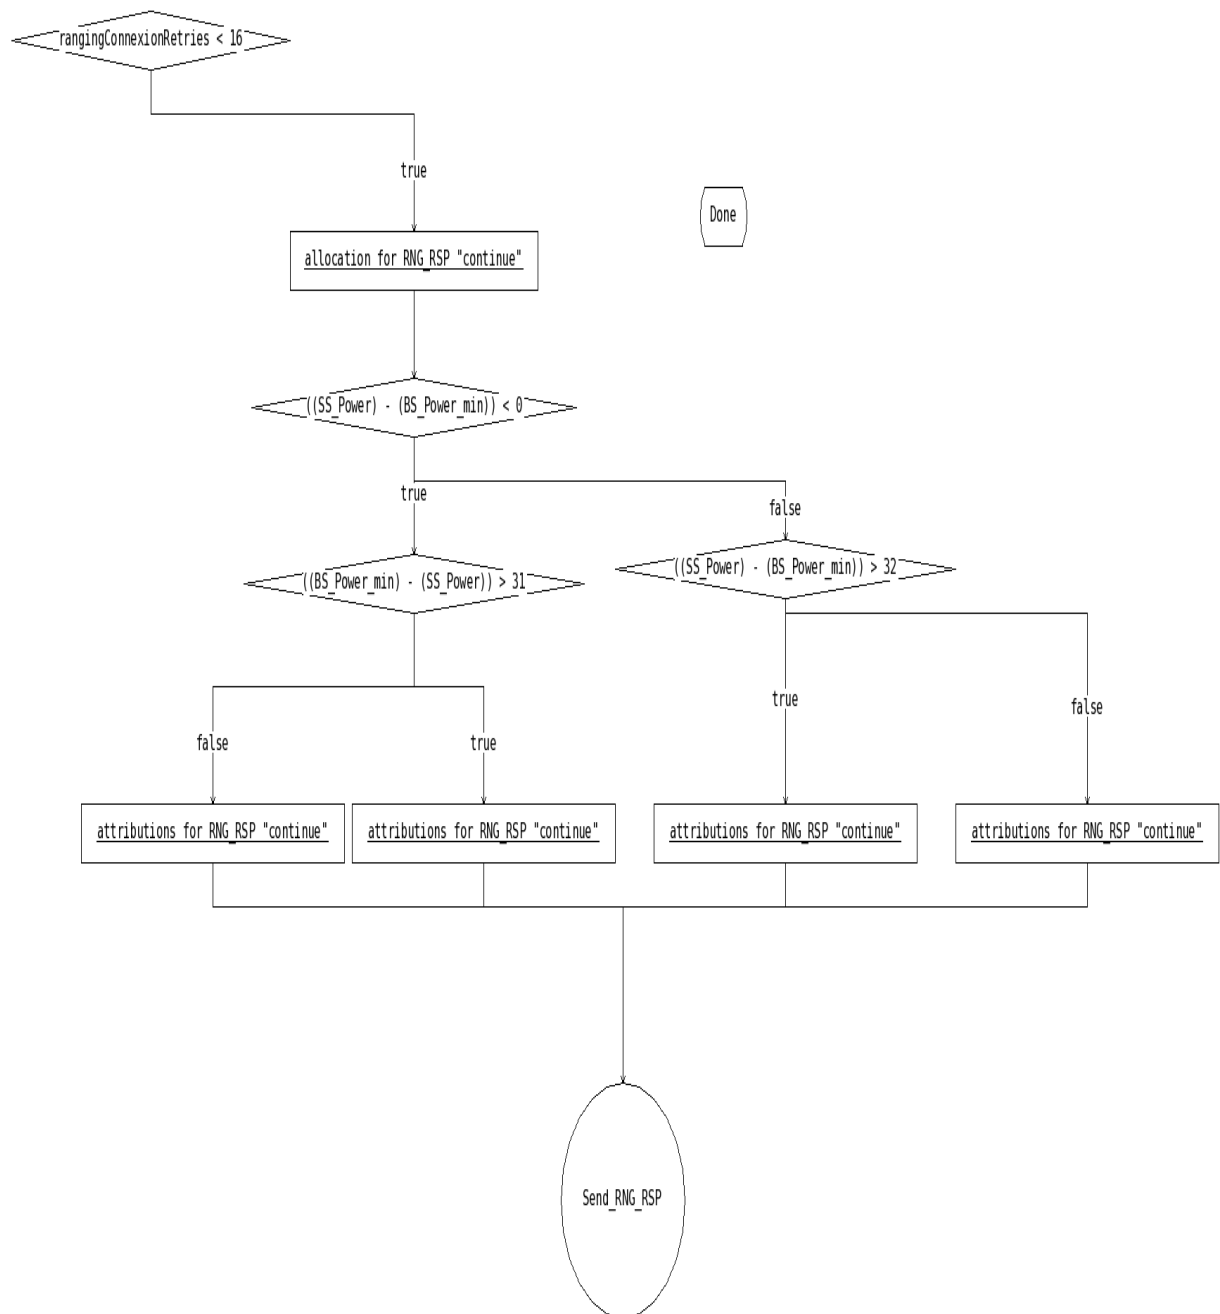 rangingConnexionRetries < 16
true
Done
allocation for RNG_RSP "continue"
((SS_Power) - (BS_Power_min)) < 0
true
false
((BS_Power_min) - (SS_Power)) > 31
((SS_Power) - (BS_Power_min)) > 32
false
true
true
false
attributions for RNG_RSP "continue"
attributions for RNG_RSP "continue"
attributions for RNG_RSP "continue"
attributions for RNG_RSP "continue"
Send_RNG_RSP